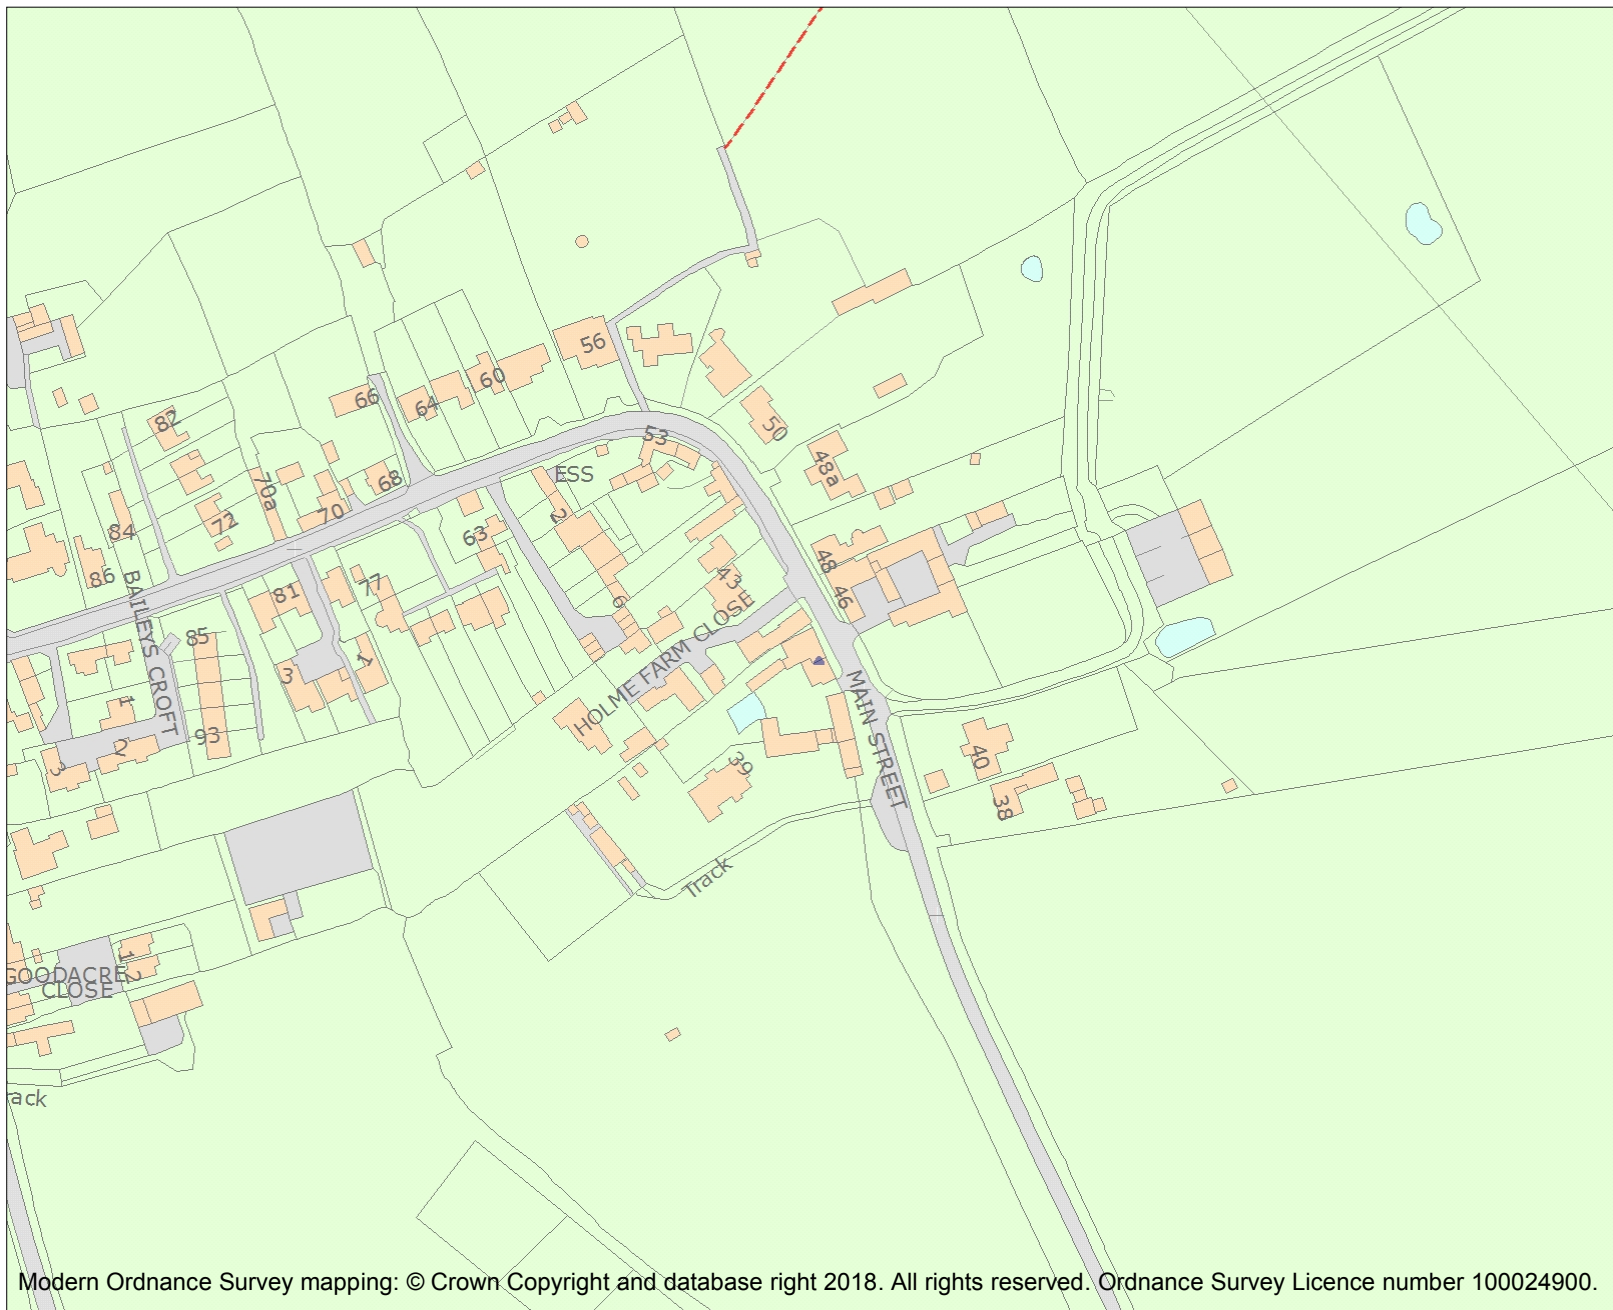 56
60
64
66
82
50
53
48a
ESS
68
70a
70
72
84
86
2
63
48
46
43
77
81
6
85
BAILEYS CROFT
HOLME FARM CLOSE
1
3
1
MAIN STREET
93
2
3
39
40
38
Track
1
2
GOODACRE
CLOSE
ack
Modern Ordnance Survey mapping: © Crown Copyright and database right 2018. All rights reserved. Ordnance Survey Licence number 100024900.